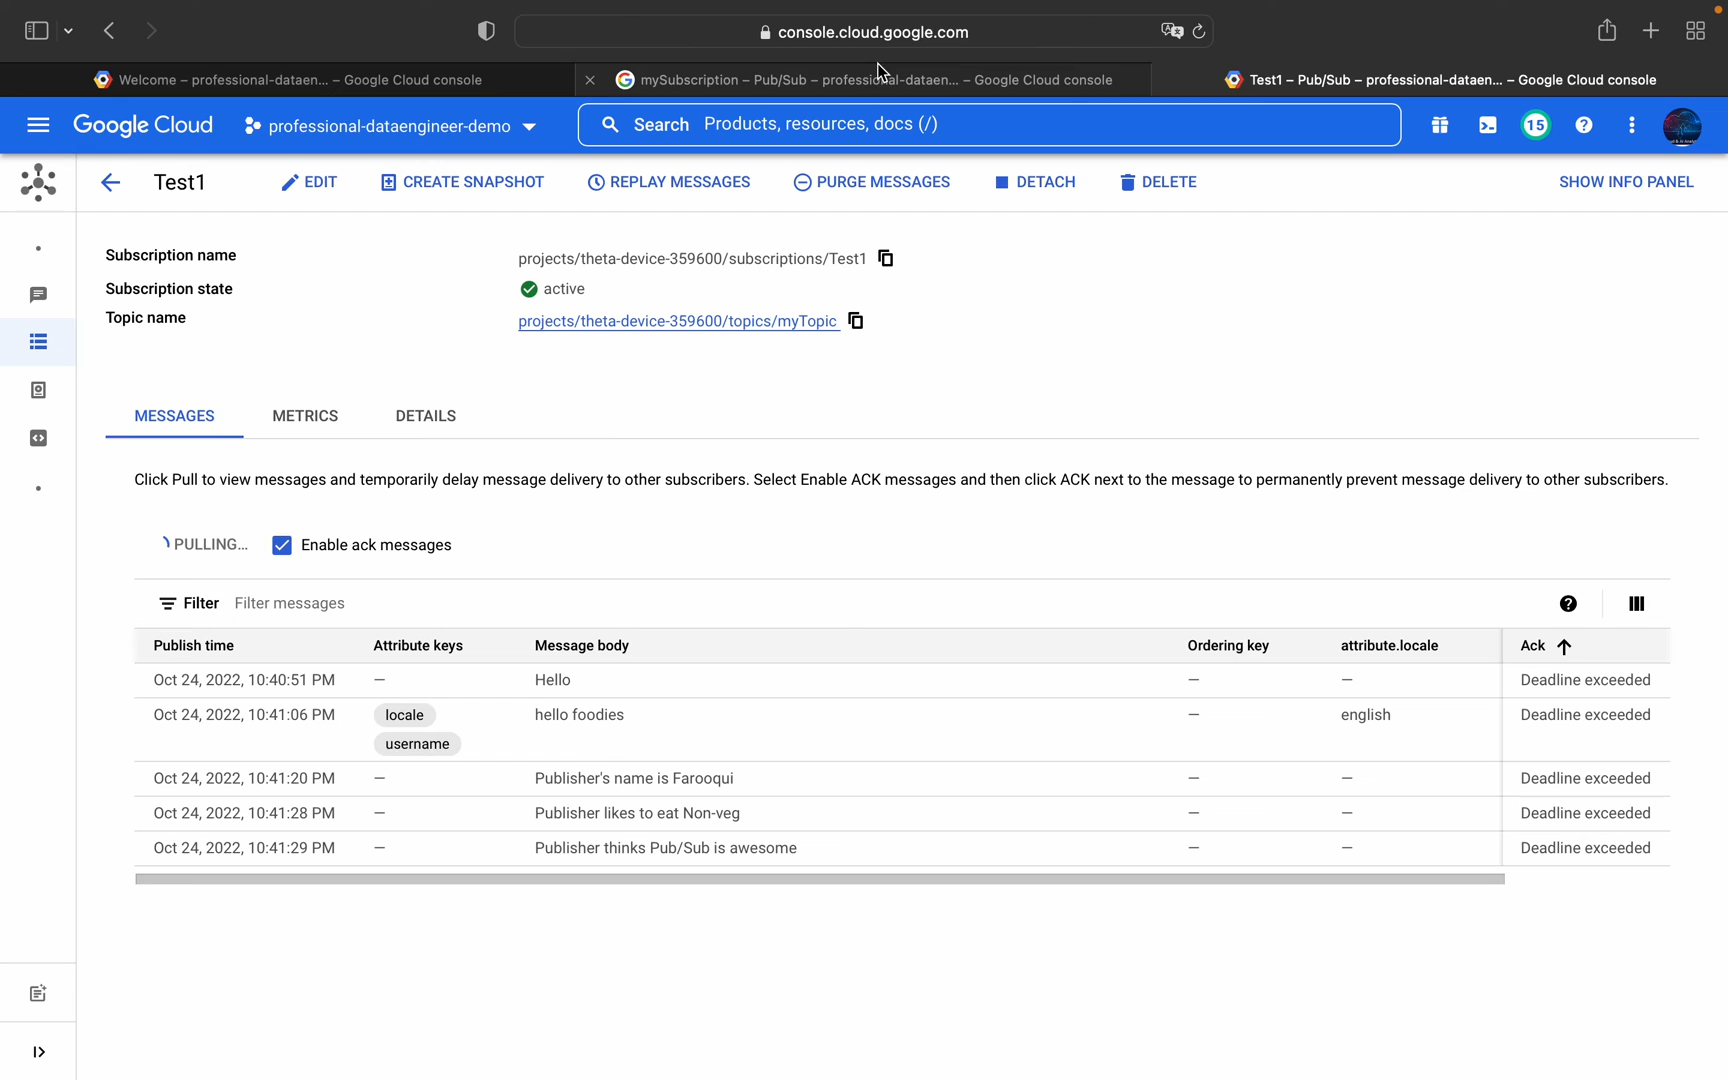 console.cloud.google.com
Welcome – professional-dataen... – Google Cloud console
mySubscription – Pub/Sub – professional-dataen... – Google Cloud console
Test1 – Pub/Sub – professional-dataen... – Google Cloud console
Google Cloud
professional-dataengineer-demo
Search Products, resources, docs (/)
15
Test1
EDIT
CREATE SNAPSHOT
REPLAY MESSAGES
PURGE MESSAGES
DETACH
DELETE
SHOW INFO PANEL
Subscription name
projects/theta-device-359600/subscriptions/Test1
Subscription state
active
Topic name
projects/theta-device-359600/topics/myTopic
MESSAGES
METRICS
DETAILS
Click Pull to view messages and temporarily delay message delivery to other subscribers. Select Enable ACK messages and then click ACK next to the message to permanently prevent message delivery to other subscribers.
PULLING...
Enable ack messages
Filter Filter messages
Publish time Attribute keys Message body Ordering key attribute.locale Ack
Oct 24, 2022, 10:40:51 PM — Hello — — Deadline exceeded
Oct 24, 2022, 10:41:06 PM locale hello foodies — english Deadline exceeded
username
Oct 24, 2022, 10:41:20 PM — Publisher's name is Farooqui — — Deadline exceeded
Oct 24, 2022, 10:41:28 PM — Publisher likes to eat Non-veg — — Deadline exceeded
Oct 24, 2022, 10:41:29 PM — Publisher thinks Pub/Sub is awesome — — Deadline exceeded